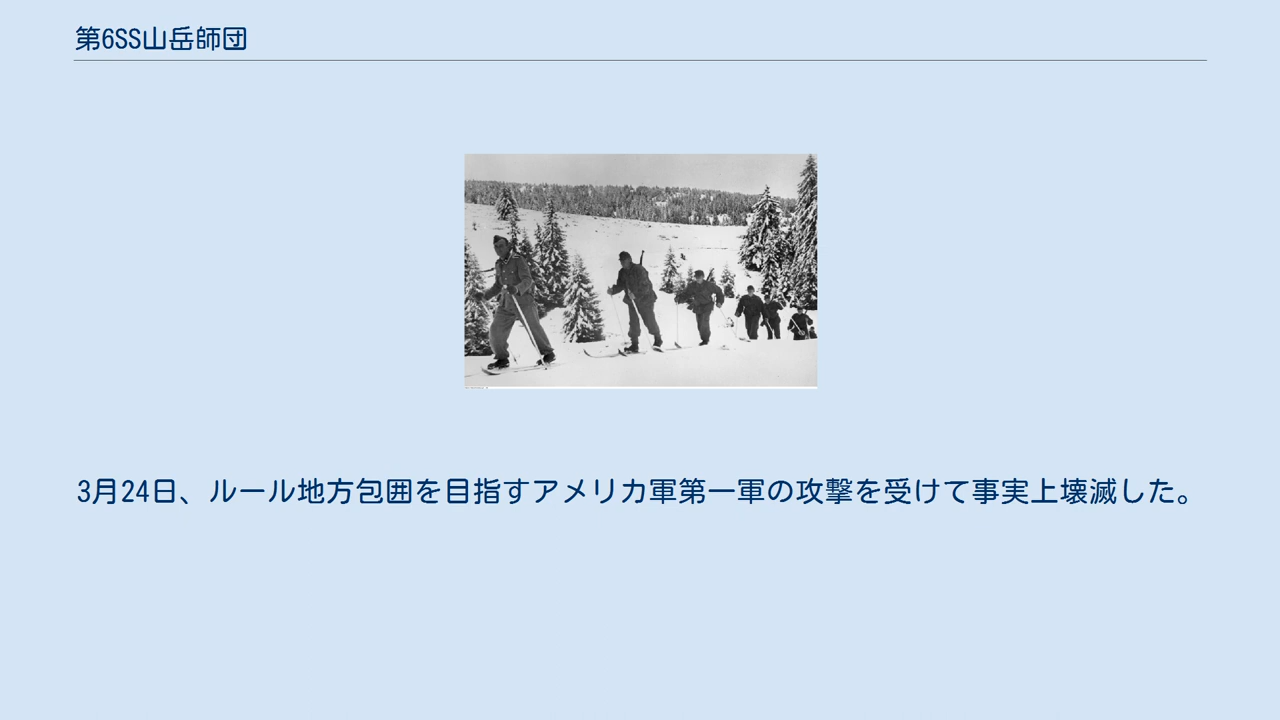 第6SS山岳師団
3月24日、ルール地方包囲を目指すアメリカ軍第一軍の攻撃を受けて事実上壊滅した。